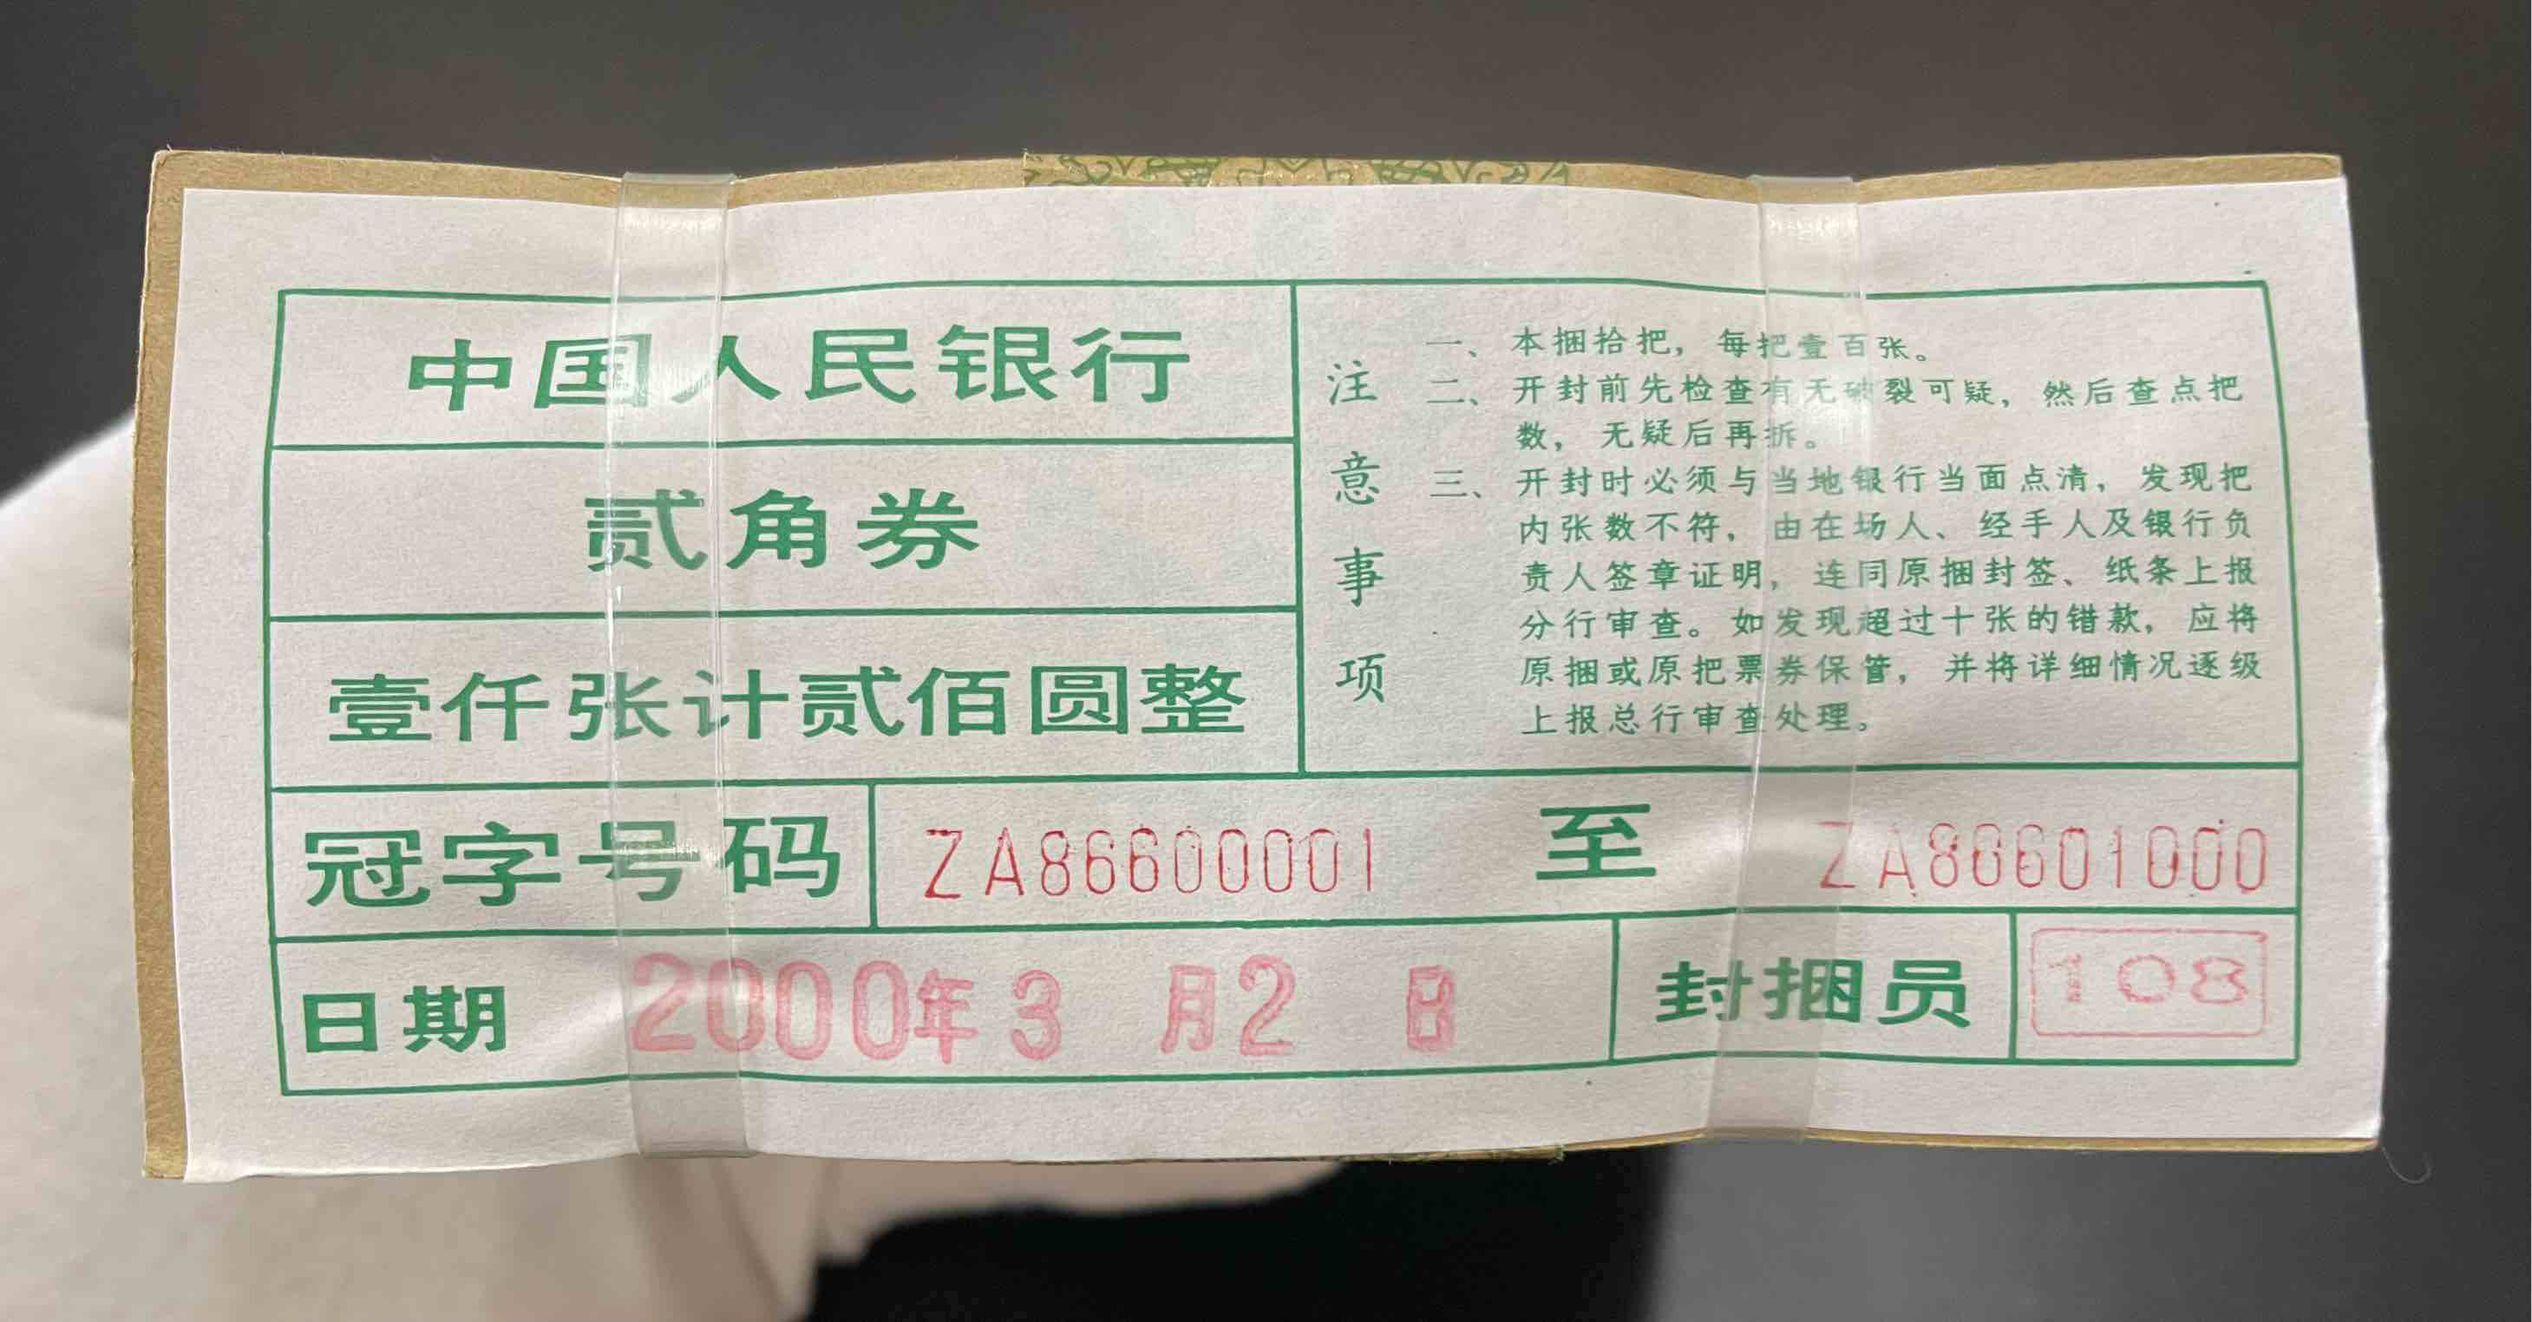 中国人民银行
贰角券
壹仟张计贰佰圆整
注意事项
一、本捆拾把，每把壹百张。
二、开封前先检查有无破裂可疑，然后查点把
数，无疑后再拆。
三、开封时必须与当地银行当面点清，发现把
内张数不符，由在场人、经手人及银行负
责人签章证明，连同原捆封签、纸条上报
分行审查。如发现超过十张的错款，应将
原捆或原把票券保管，并将详细情况逐级
上报总行审查处理。
冠字号码 ZA86600001 至 ZA86601000
日期 2000年3月2日 封捆员 108